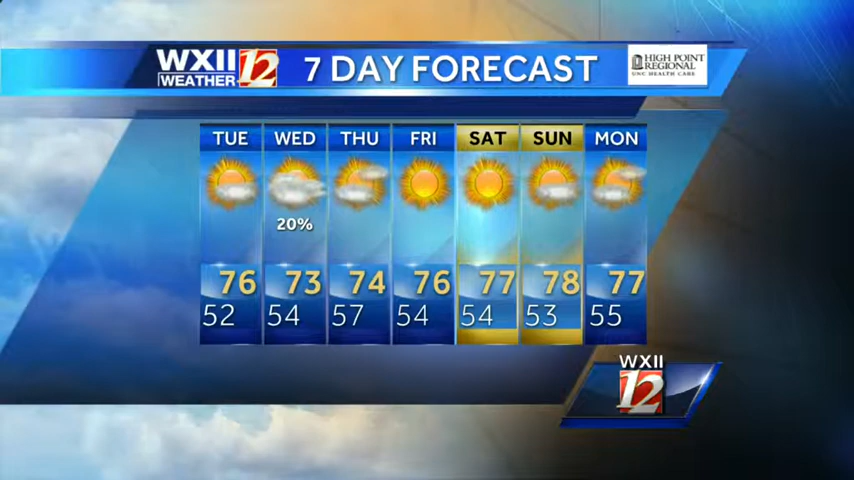 WXII 12
WEATHER
7 DAY FORECAST
HIGH POINT
REGIONAL
UNC HEALTH CARE
TUE WED THU FRI SAT SUN MON
20%
76 73 74 76 77 78 77
52 54 57 54 54 53 55
WXII
12